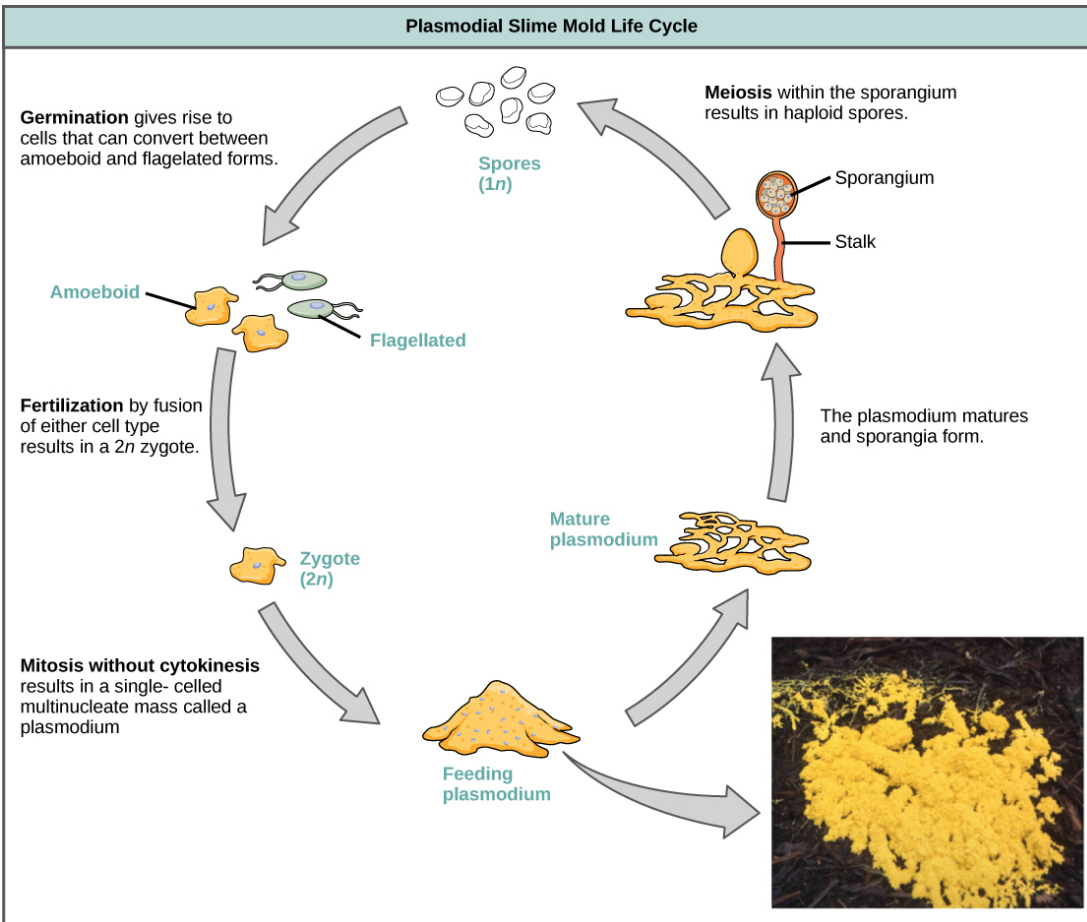 Plasmodial Slime Mold Life Cycle
Germination gives rise to
cells that can convert between
amoeboid and flagelated forms.
Spores
(1n)
Meiosis within the sporangium
results in haploid spores.
Sporangium
Stalk
Amoeboid
Flagellated
Fertilization by fusion
of either cell type
results in a 2n zygote.
The plasmodium matures
and sporangia form.
Zygote
(2n)
Mature
plasmodium
Mitosis without cytokinesis
results in a single- celled
multinucleate mass called a
plasmodium
Feeding
plasmodium